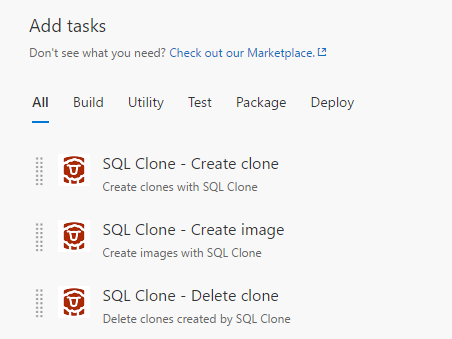 Add tasks
Don't see what you need? Check out our Marketplace.
All Build Utility Test Package Deploy
SQL Clone - Create clone
Create clones with SQL Clone
SQL Clone - Create image
Create images with SQL Clone
SQL Clone - Delete clone
Delete clones created by SQL Clone